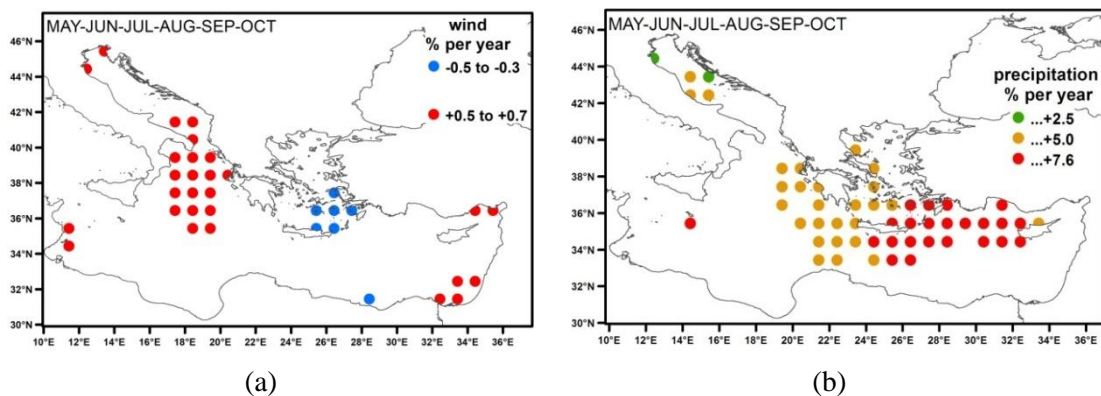 MAY-JUN-JUL-AUG-SEP-OCT
wind
% per year
-0.5 to -0.3
+0.5 to +0.7
46°N
44°N
42°N
40°N
38°N
36°N
34°N
32°N
30°N
10°E 12°E 14°E 16°E 18°E 20°E 22°E 24°E 26°E 28°E 30°E 32°E 34°E 36°E
(a)
MAY-JUN-JUL-AUG-SEP-OCT
precipitation
% per year
...+2.5
...+5.0
...+7.6
46°N
44°N
42°N
40°N
38°N
36°N
34°N
32°N
30°N
10°E 12°E 14°E 16°E 18°E 20°E 22°E 24°E 26°E 28°E 30°E 32°E 34°E 36°E
(b)